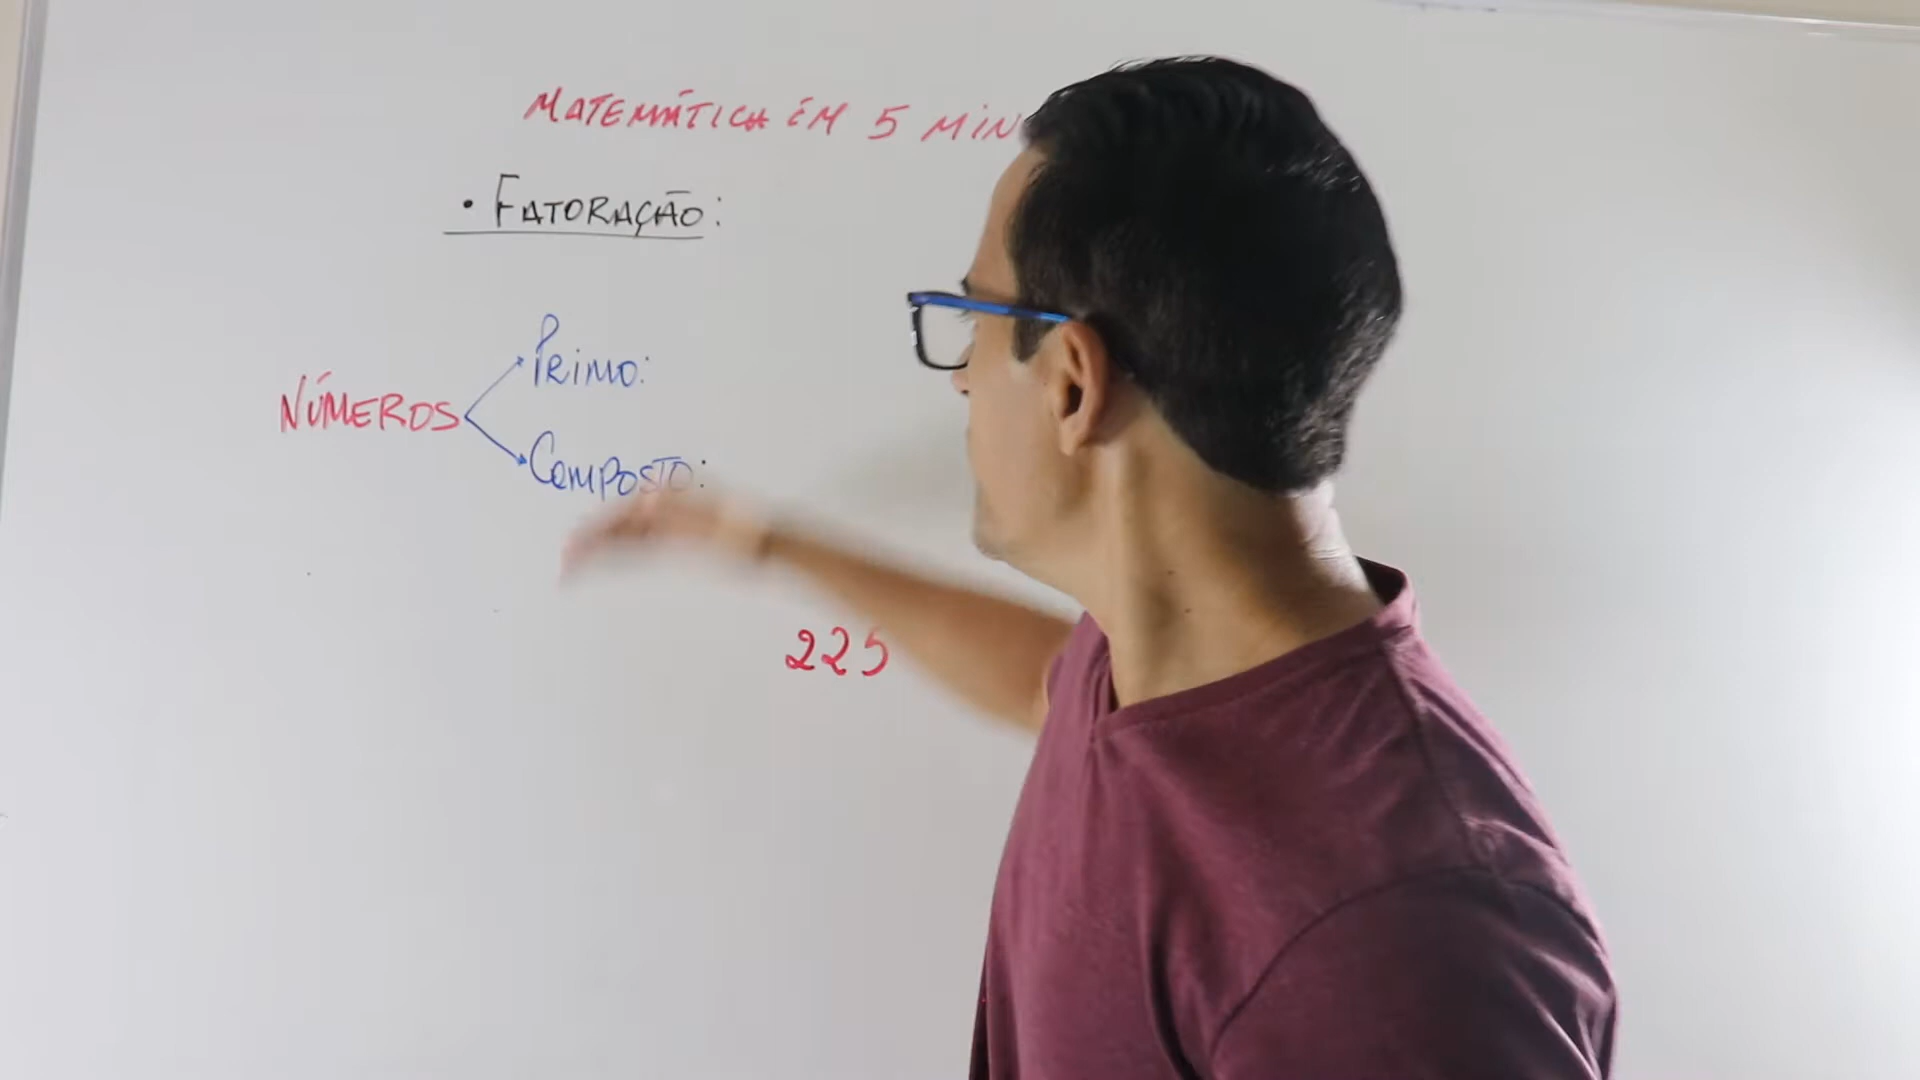 MATEMÁTICA EM 5 MIN
• FATORAÇÃO:
PRIMO:
NÚMEROS
COMPOSTO:
225